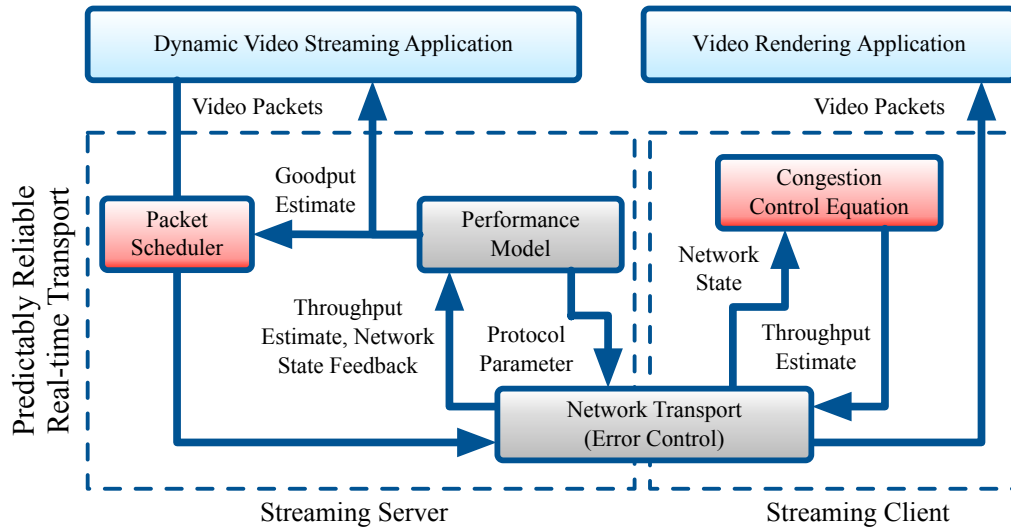 Dynamic Video Streaming Application
Video Rendering Application
Video Packets
Video Packets
Predictably Reliable
Real-time Transport
Goodput
Estimate
Packet
Scheduler
Performance
Model
Congestion
Control Equation
Network
State
Throughput
Estimate, Network
State Feedback
Protocol
Parameter
Throughput
Estimate
Network Transport
(Error Control)
Streaming Server
Streaming Client